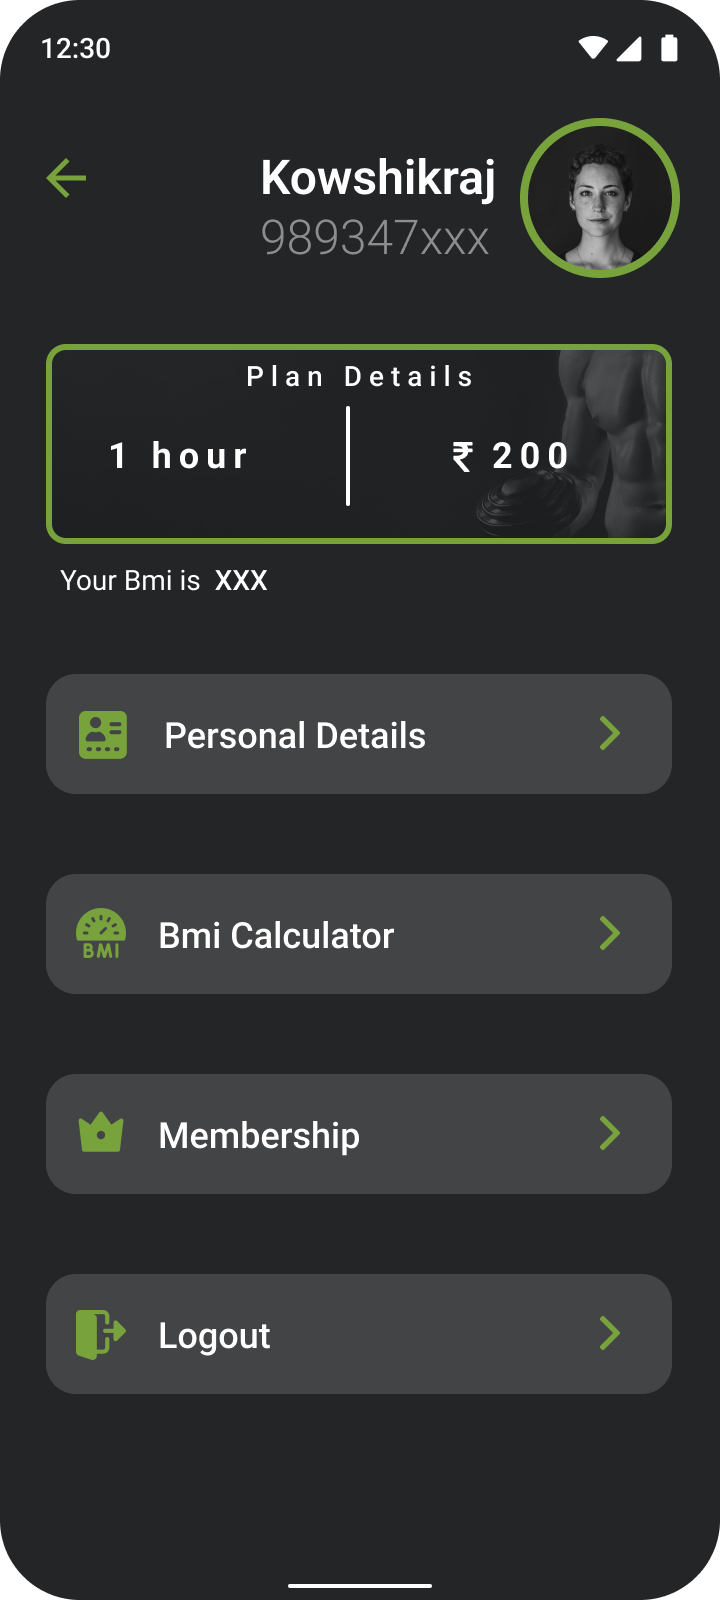 12:30
Kowshikraj
989347xxx
Plan Details
1 hour
₹ 200
Your Bmi is XXX
Personal Details
BMI
Bmi Calculator
Membership
Logout